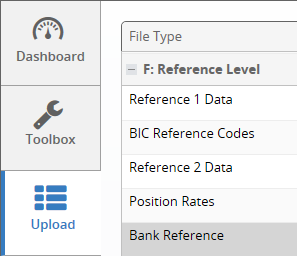 Dashboard
Toolbox
Upload
File Type
F: Reference Level
Reference 1 Data
BIC Reference Codes
Reference 2 Data
Position Rates
Bank Reference